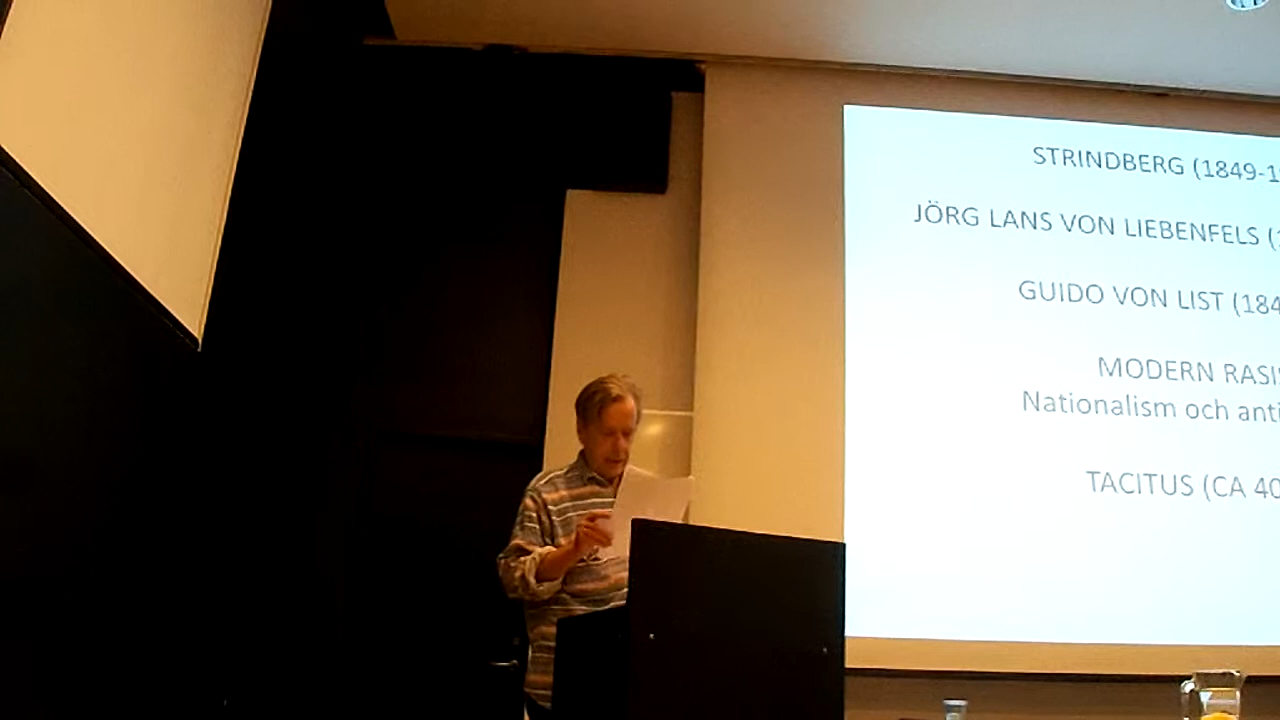 STRINDBERG (1849-1
JÖRG LANS VON LIEBENFELS (1
GUIDO VON LIST (184
MODERN RASI
Nationalism och anti
TACITUS (CA 40